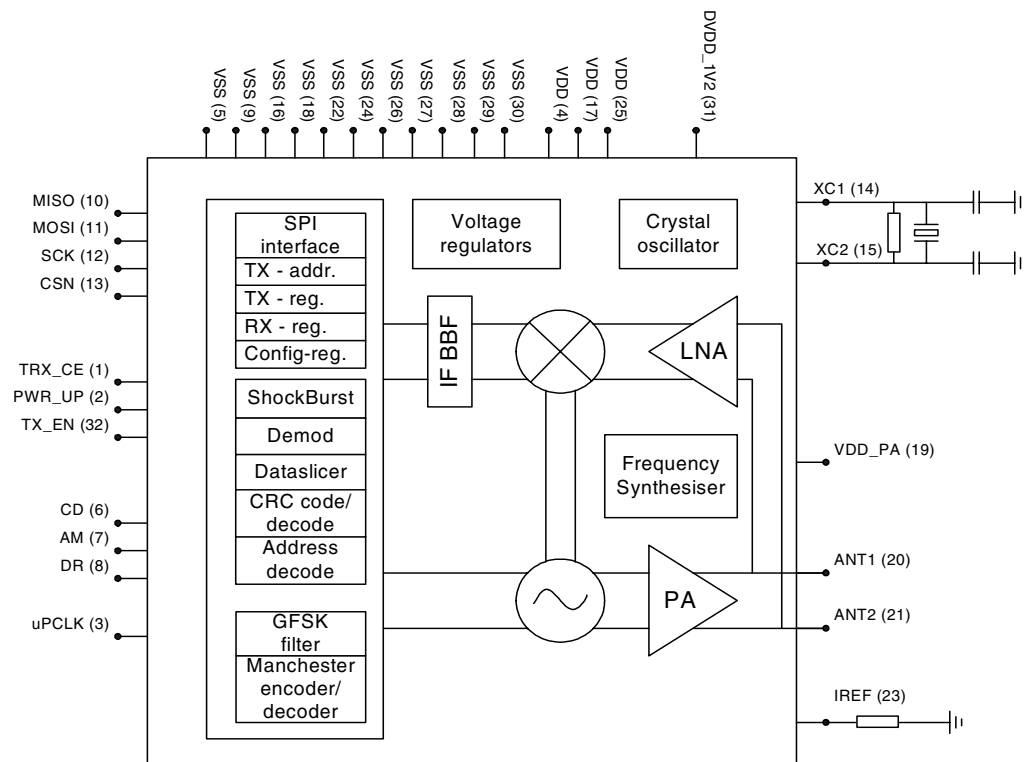 VSS (5)
VSS (9)
VSS (16)
VSS (18)
VSS (22)
VSS (24)
VSS (26)
VSS (27)
VSS (28)
VSS (29)
VSS (30)
VDD (4)
VDD (17)
VDD (25)
DVDD_1V2 (31)
MISO (10)
MOSI (11)
SCK (12)
CSN (13)
TRX_CE (1)
PWR_UP (2)
TX_EN (32)
CD (6)
AM (7)
DR (8)
uPCLK (3)
SPI
interface
TX - addr.
TX - reg.
RX - reg.
Config-reg.
ShockBurst
Demod
Dataslicer
CRC code/
decode
Address
decode
GFSK
filter
Manchester
encoder/
decoder
Voltage
regulators
Crystal
oscillator
IF BBF
LNA
Frequency
Synthesiser
PA
XC1 (14)
XC2 (15)
VDD_PA (19)
ANT1 (20)
ANT2 (21)
IREF (23)